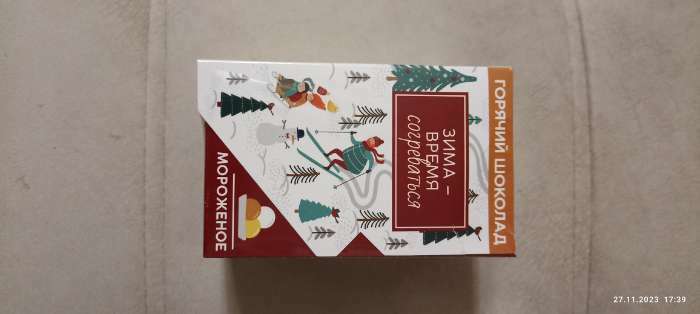 ГОРЯЧИЙ ШОКОЛАД
ЗИМА –
ВРЕМЯ
согреваться
МОРОЖЕНОЕ
27.11.2023 17:39